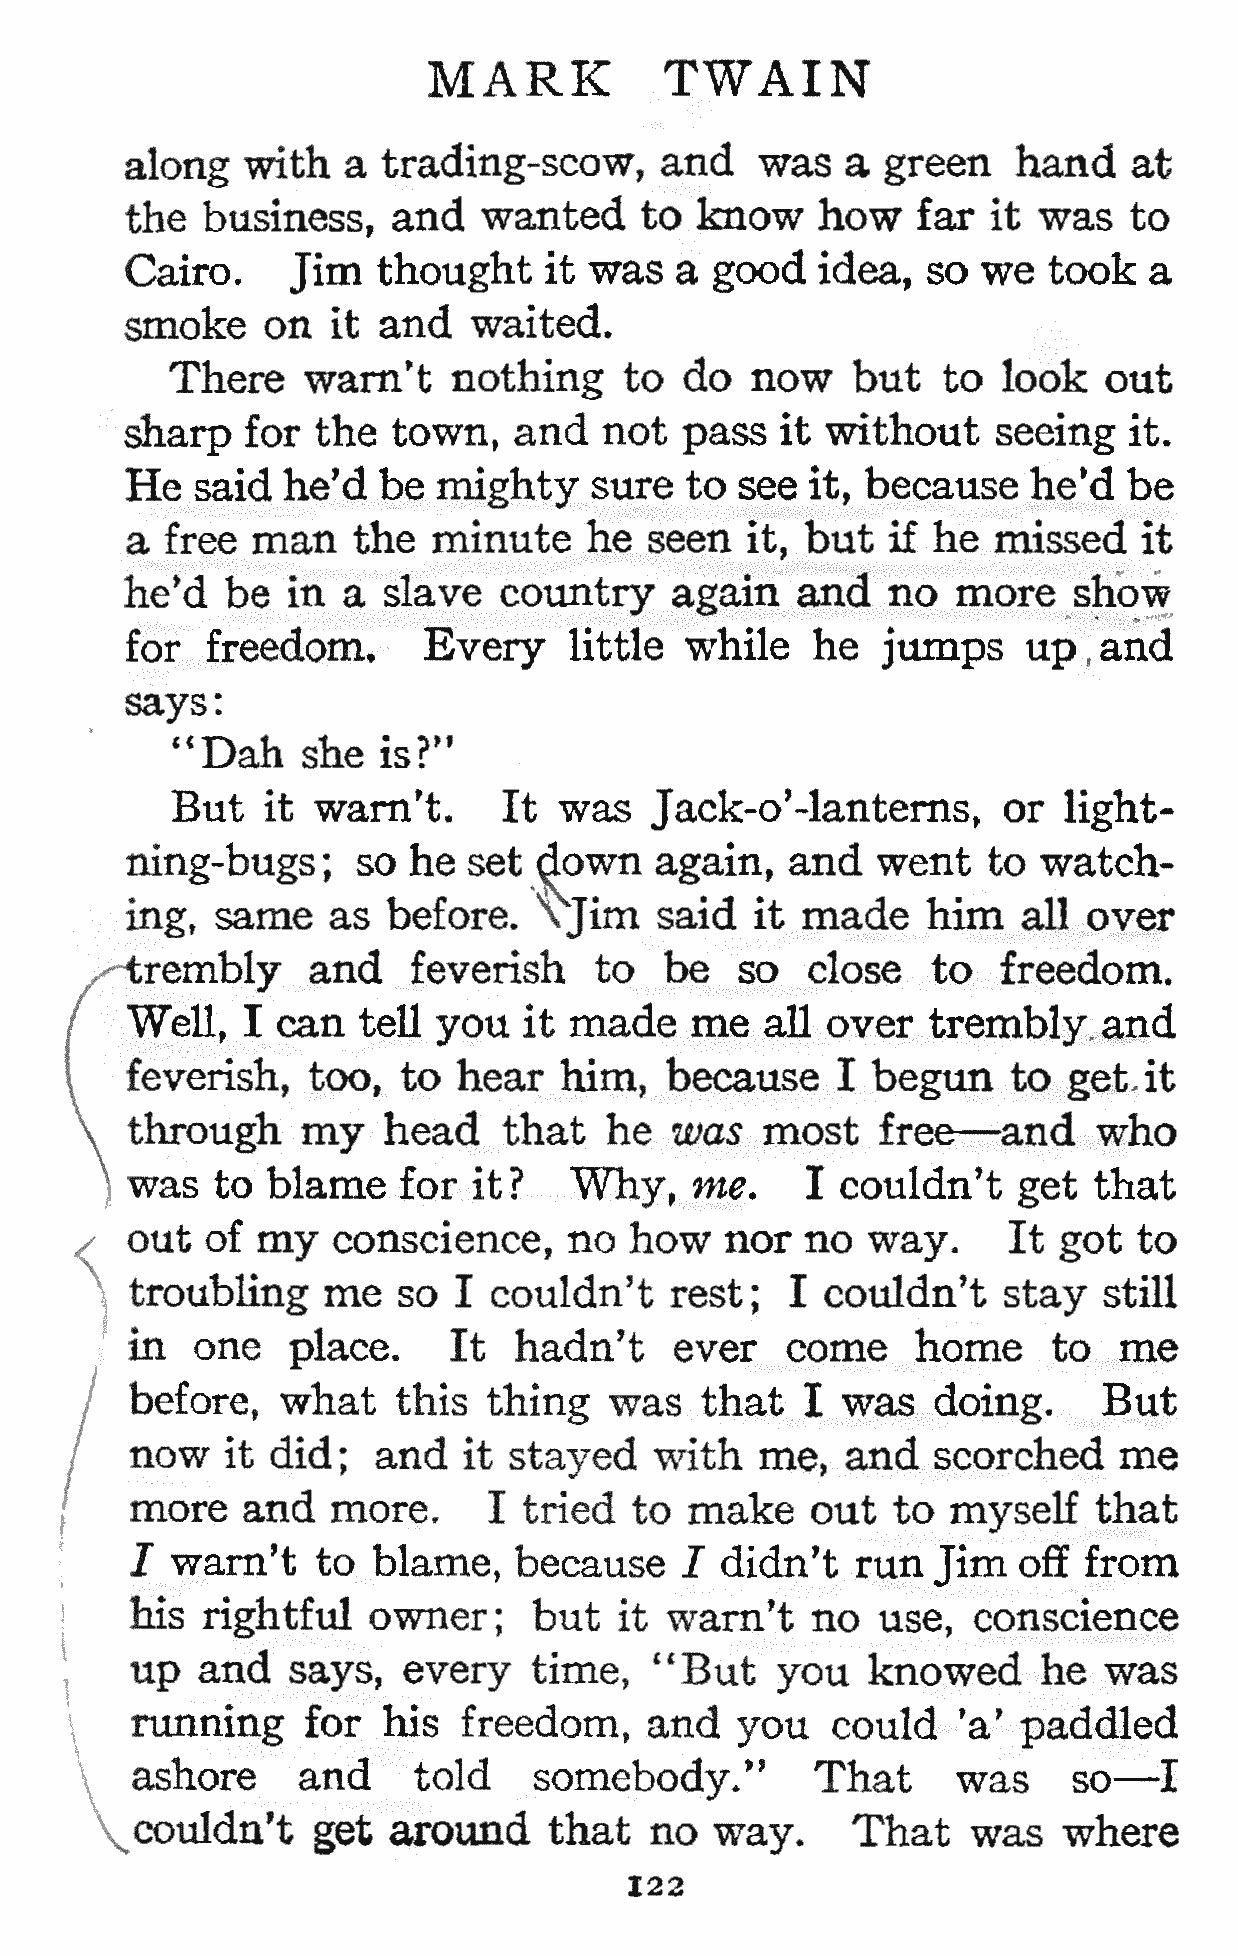 MARK TWAIN
along with a trading-scow, and was a green hand at
the business, and wanted to know how far it was to
Cairo. Jim thought it was a good idea, so we took a
smoke on it and waited.
There warn't nothing to do now but to look out
sharp for the town, and not pass it without seeing it.
He said he'd be mighty sure to see it, because he'd be
a free man the minute he seen it, but if he missed it
he'd be in a slave country again and no more show
for freedom. Every little while he jumps up and
says:
"Dah she is?"
But it warn't. It was Jack-o'-lanterns, or light-
ning-bugs; so he set down again, and went to watch-
ing, same as before. Jim said it made him all over
trembly and feverish to be so close to freedom.
Well, I can tell you it made me all over trembly and
feverish, too, to hear him, because I begun to get it
through my head that he was most free—and who
was to blame for it? Why, me. I couldn't get that
out of my conscience, no how nor no way. It got to
troubling me so I couldn't rest; I couldn't stay still
in one place. It hadn't ever come home to me
before, what this thing was that I was doing. But
now it did; and it stayed with me, and scorched me
more and more. I tried to make out to myself that
I warn't to blame, because I didn't run Jim off from
his rightful owner; but it warn't no use, conscience
up and says, every time, "But you knowed he was
running for his freedom, and you could 'a' paddled
ashore and told somebody." That was so—I
couldn't get around that no way. That was where
122